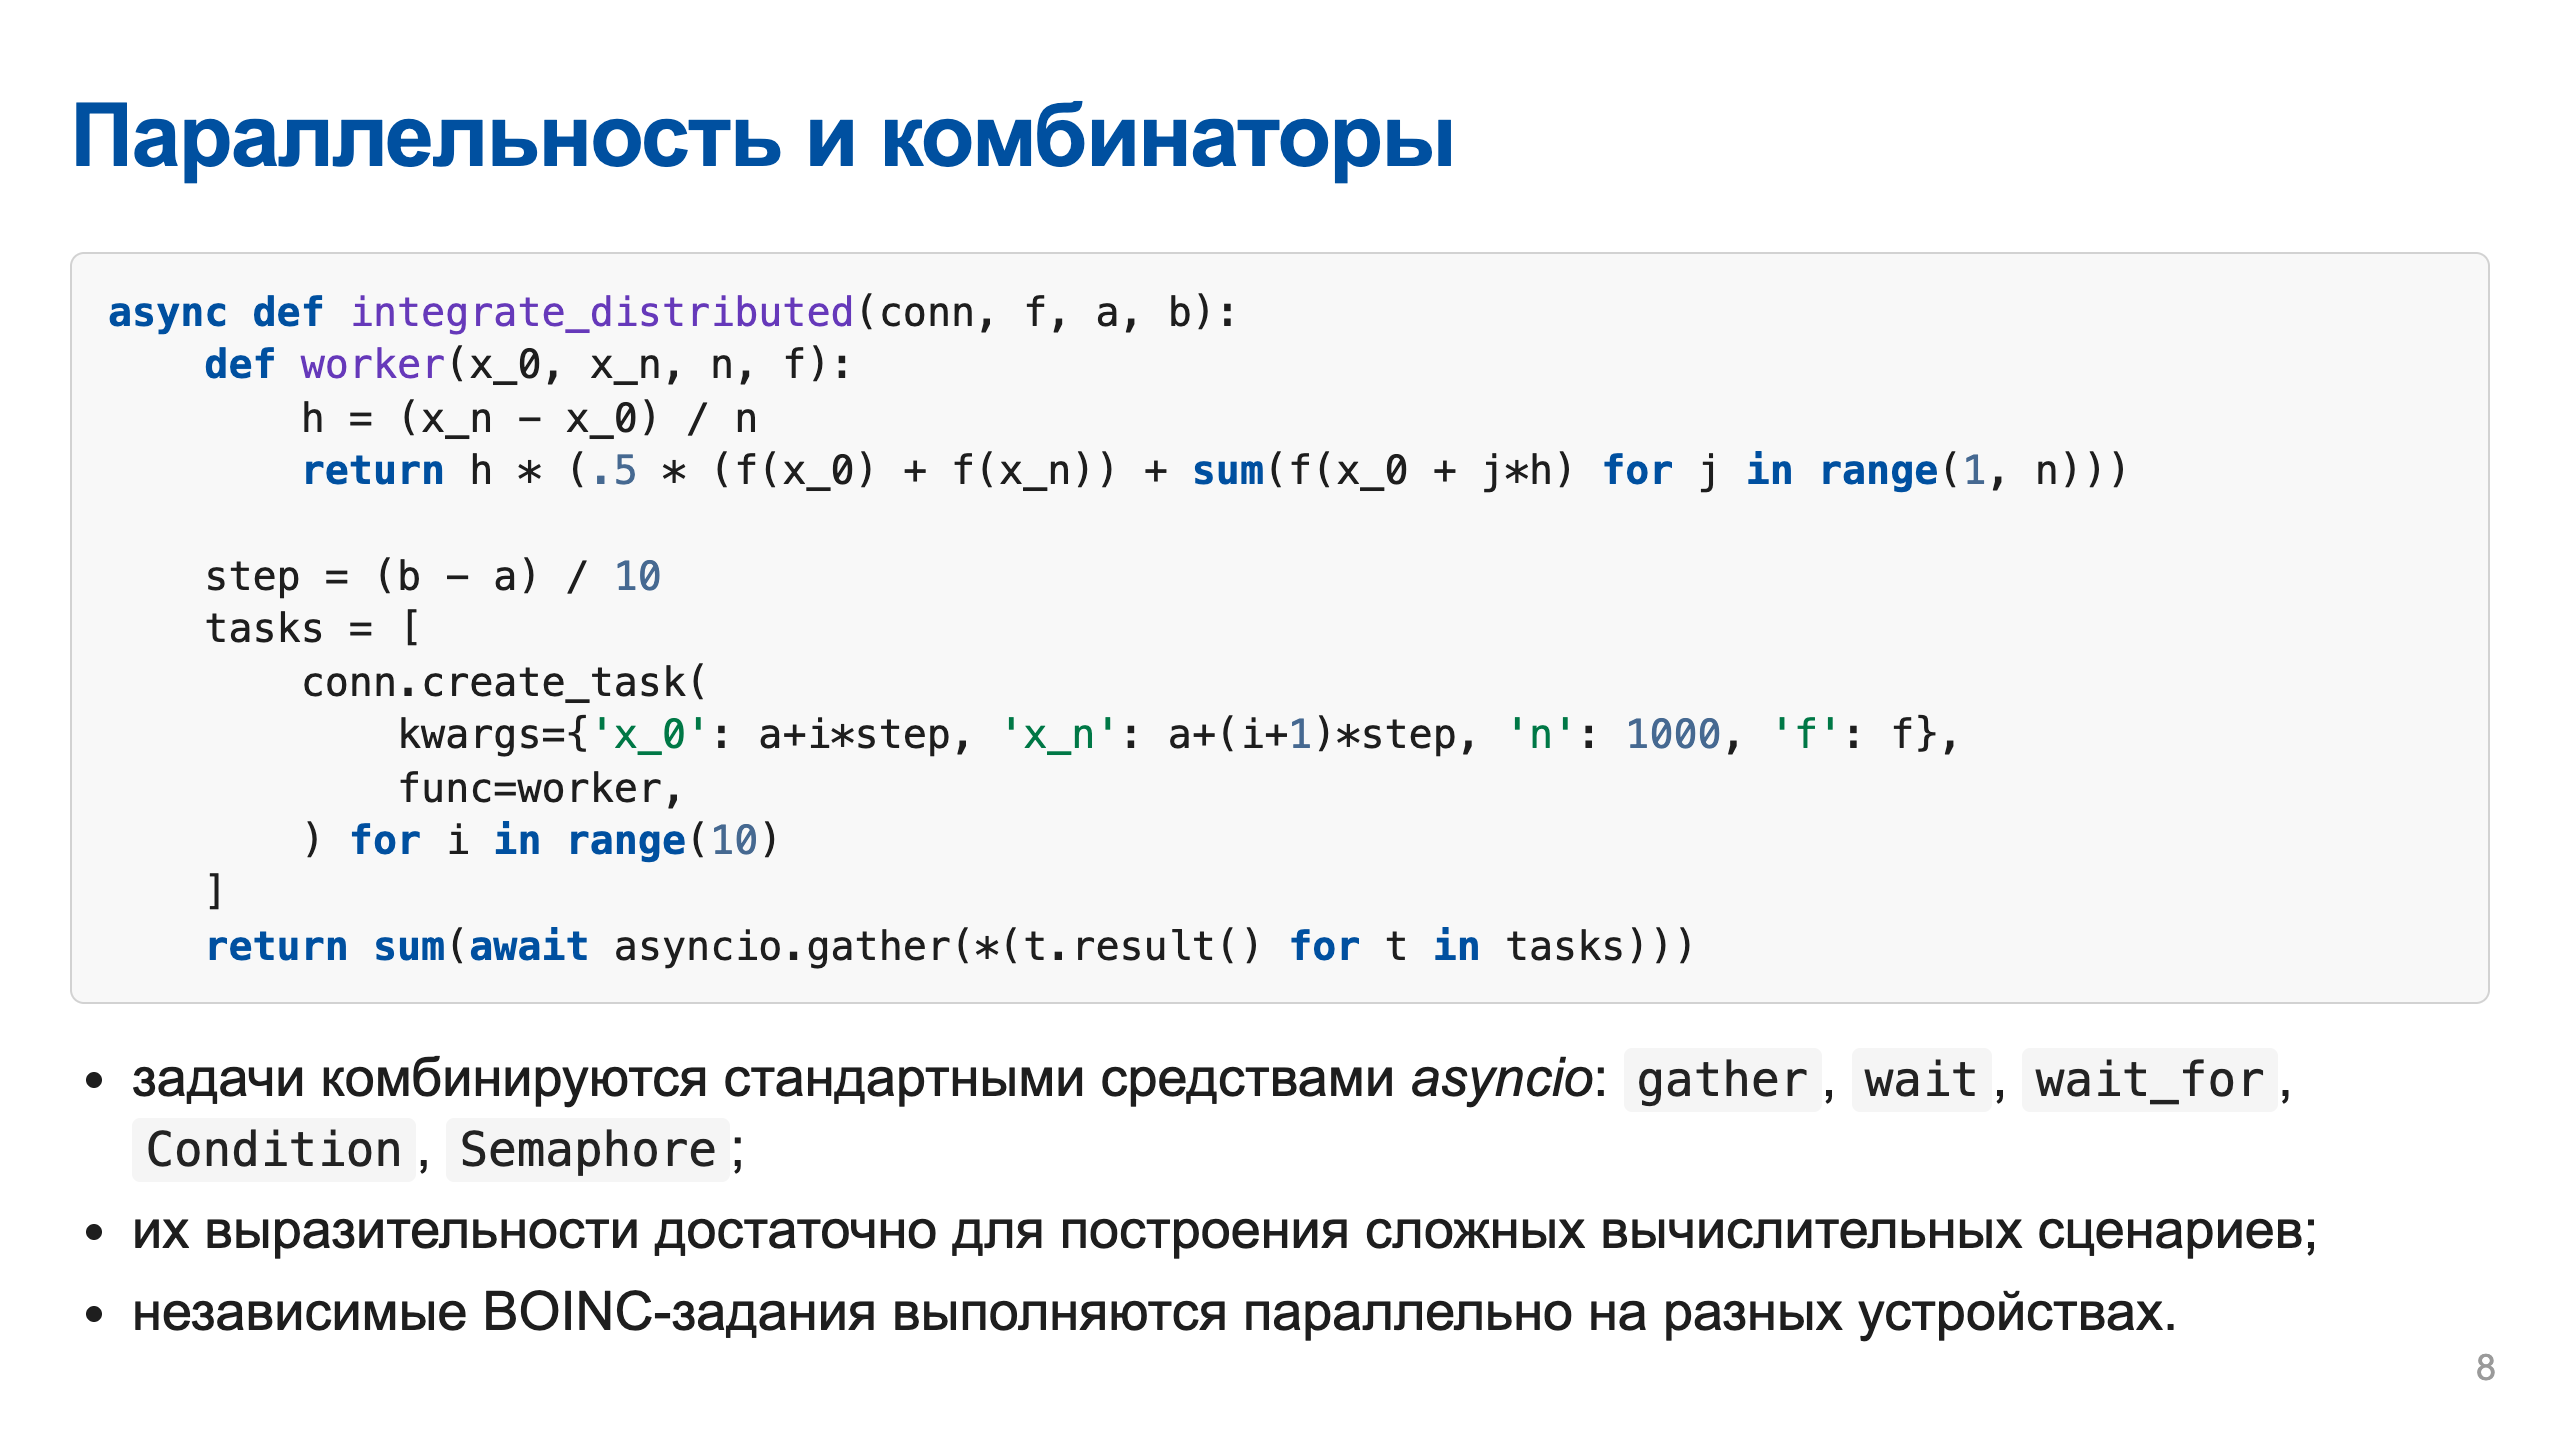 Параллельность и комбинаторы
async def integrate_distributed(conn, f, a, b):
    def worker(x_0, x_n, n, f):
        h = (x_n - x_0) / n
        return h * (.5 * (f(x_0) + f(x_n)) + sum(f(x_0 + j*h) for j in range(1, n)))

    step = (b - a) / 10
    tasks = [
        conn.create_task(
            kwargs={'x_0': a+i*step, 'x_n': a+(i+1)*step, 'n': 1000, 'f': f},
            func=worker,
        ) for i in range(10)
    ]
    return sum(await asyncio.gather(*(t.result() for t in tasks)))
• задачи комбинируются стандартными средствами asyncio: gather, wait, wait_for,
Condition, Semaphore;
• их выразительности достаточно для построения сложных вычислительных сценариев;
• независимые BOINC-задания выполняются параллельно на разных устройствах.
8